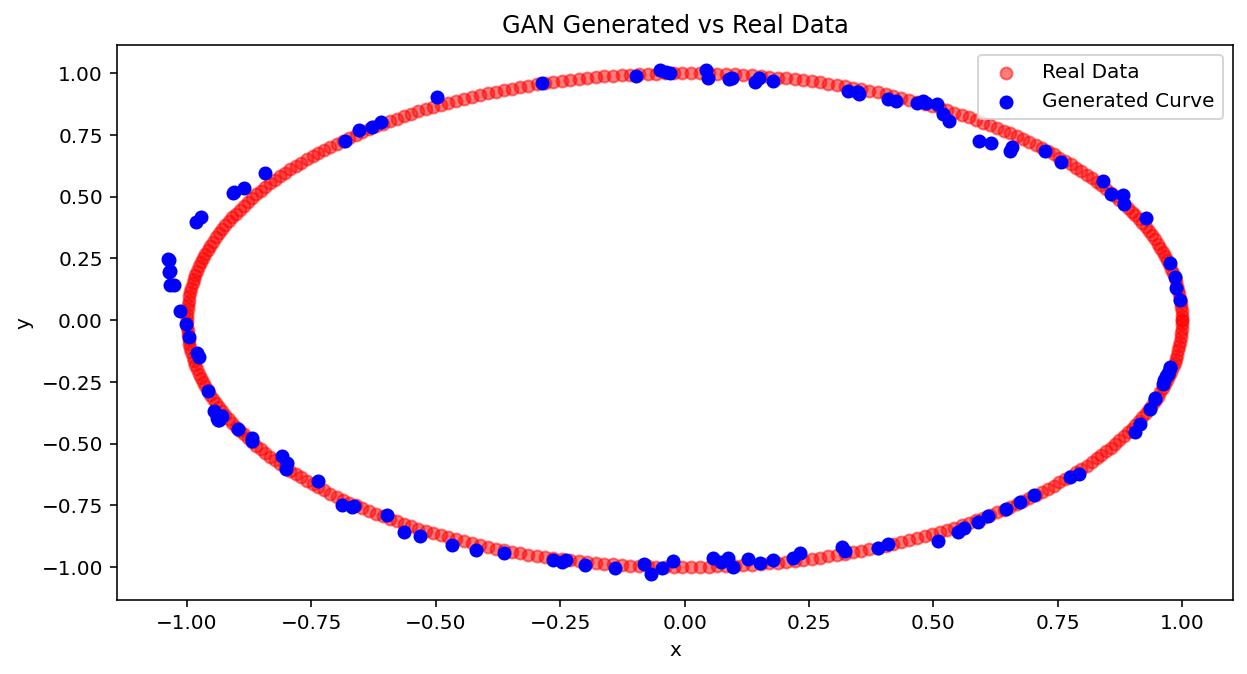 GAN Generated vs Real Data
Real Data
Generated Curve
1.00
0.75
0.50
0.25
0.00
−0.25
−0.50
−0.75
−1.00
y
−1.00 −0.75 −0.50 −0.25 0.00 0.25 0.50 0.75 1.00
x